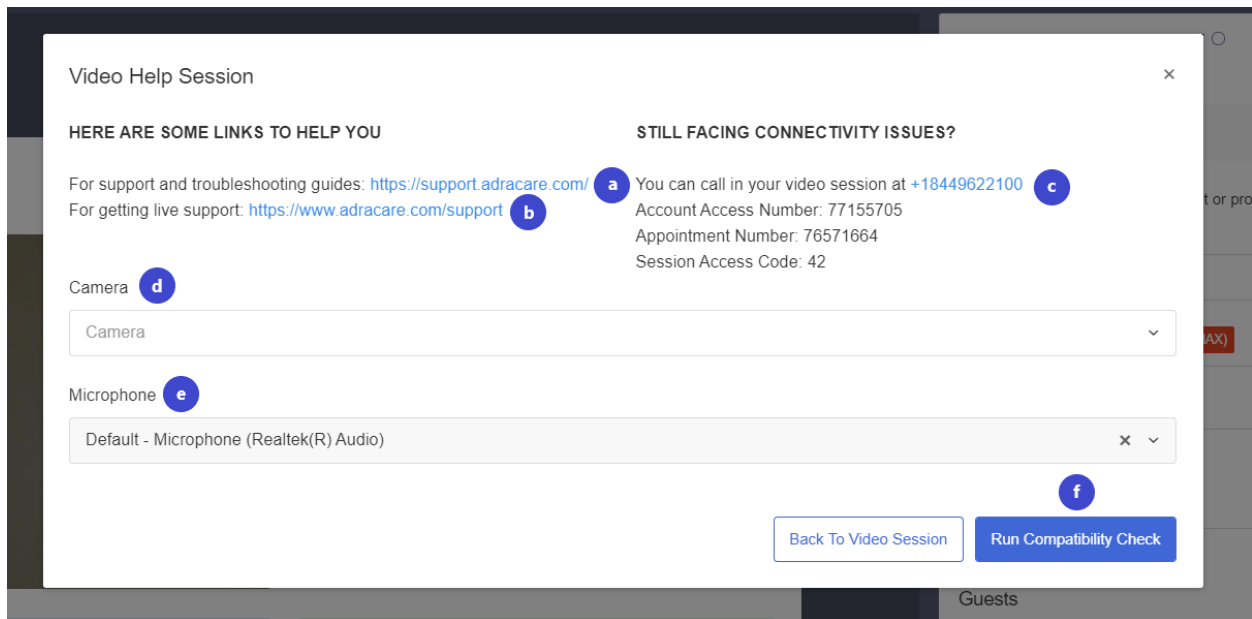 Video Help Session
×
HERE ARE SOME LINKS TO HELP YOU
For support and troubleshooting guides: https://support.adracare.com/ a
For getting live support: https://www.adracare.com/support b
STILL FACING CONNECTIVITY ISSUES?
You can call in your video session at +18449622100 c
Account Access Number: 77155705
Appointment Number: 76571664
Session Access Code: 42
Camera d
Camera
Microphone e
Default - Microphone (Realtek(R) Audio)
f
Back To Video Session
Run Compatibility Check
t or pro
AX)
Guests